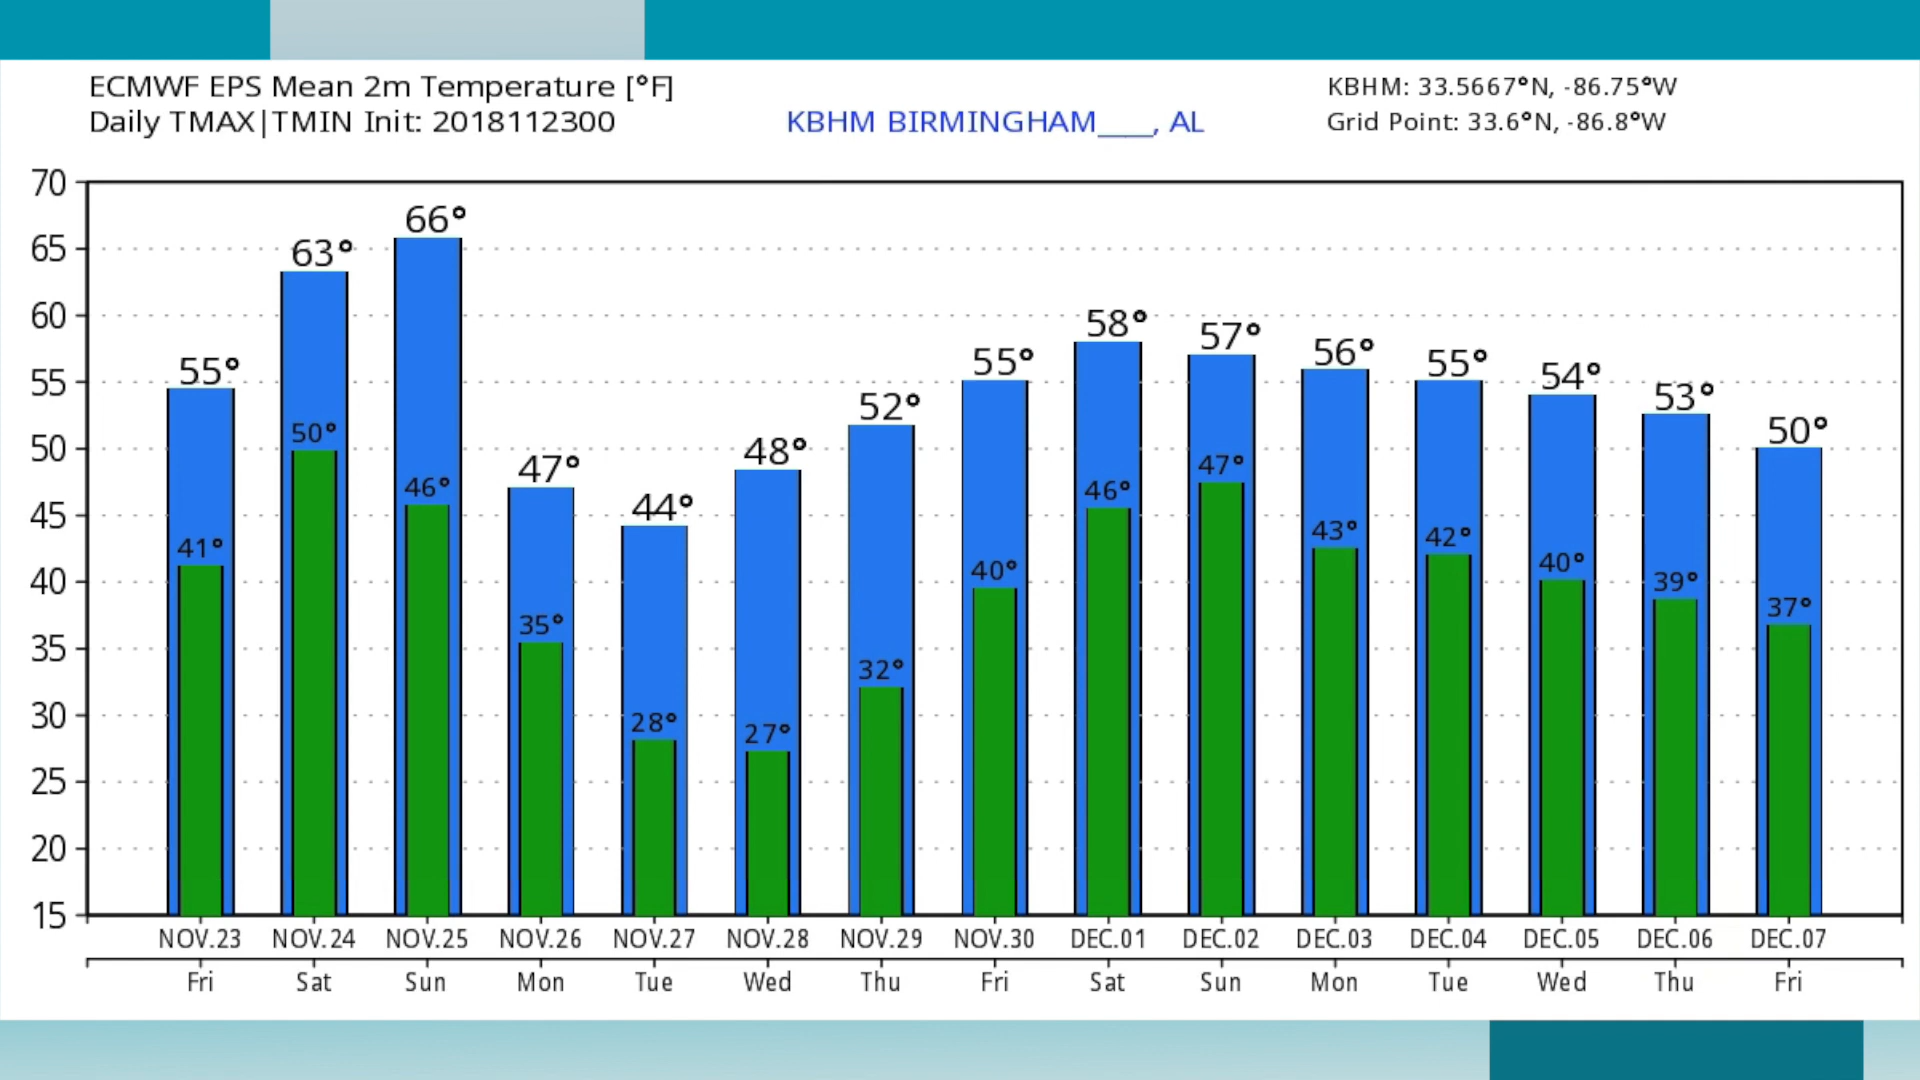 ECMWF EPS Mean 2m Temperature [°F]
Daily TMAX|TMIN Init: 2018112300
KBHM BIRMINGHAM____, AL
KBHM: 33.5667°N, -86.75°W
Grid Point: 33.6°N, -86.8°W
70
65
60
55
50
45
40
35
30
25
20
15
55° 63° 66° 47° 44° 48° 52° 55° 58° 57° 56° 55° 54° 53° 50°
41° 50° 46° 35° 28° 27° 32° 40° 46° 47° 43° 42° 40° 39° 37°
NOV.23 NOV.24 NOV.25 NOV.26 NOV.27 NOV.28 NOV.29 NOV.30 DEC.01 DEC.02 DEC.03 DEC.04 DEC.05 DEC.06 DEC.07
Fri Sat Sun Mon Tue Wed Thu Fri Sat Sun Mon Tue Wed Thu Fri